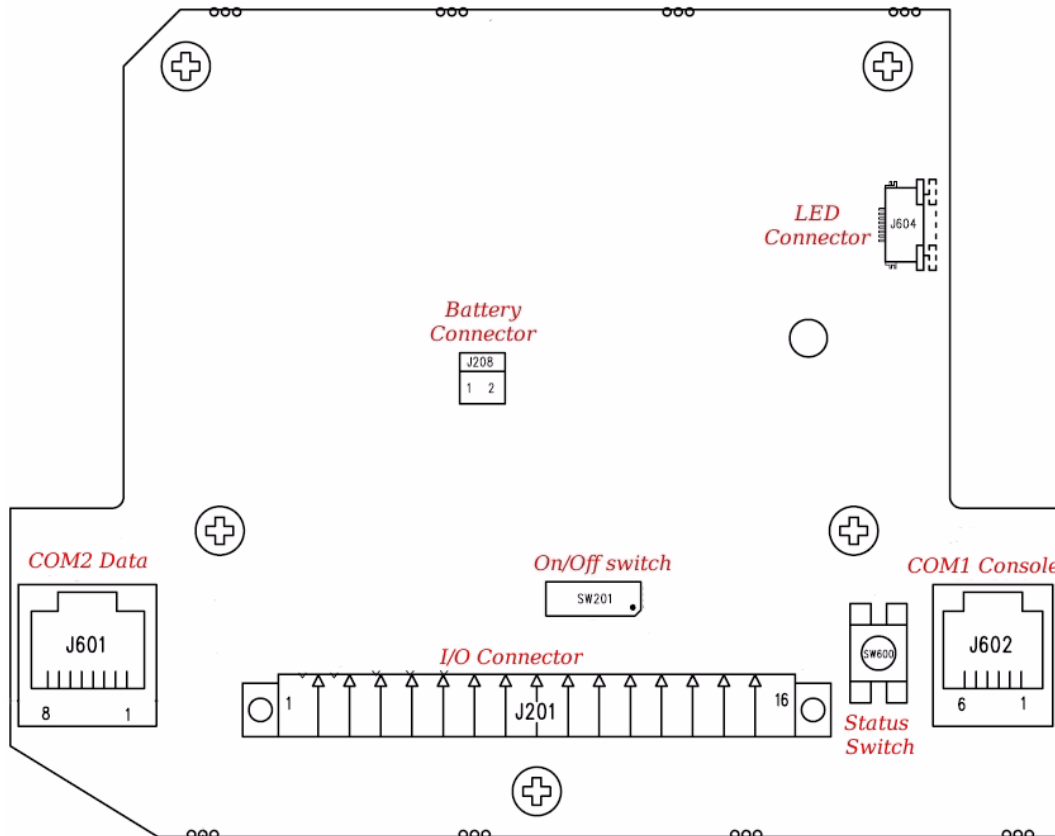 LED
Connector
J604
Battery
Connector
J208
1 2
COM2 Data
On/Off switch
COM1 Console
SW201
J601
8 1
I/O Connector
1
J201
16
SW600
Status
Switch
J602
6 1